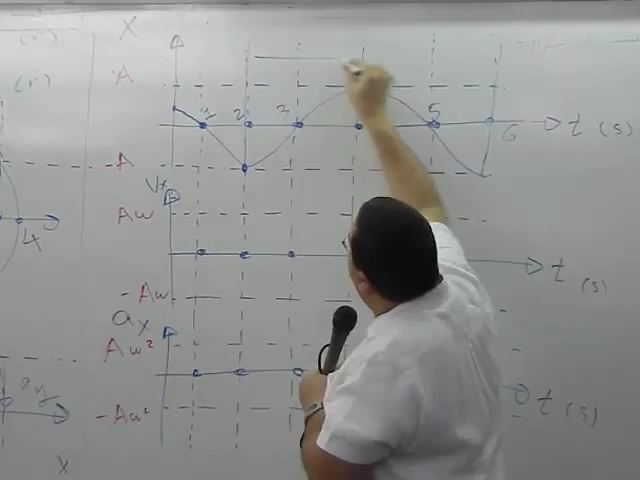 (r)
X
(r)
A
1 2 3 5 6 t (s)
-A
Vx
Aω
4
t (s)
-Aω
ax
Aω²
ay
-Aω²
t (s)
X